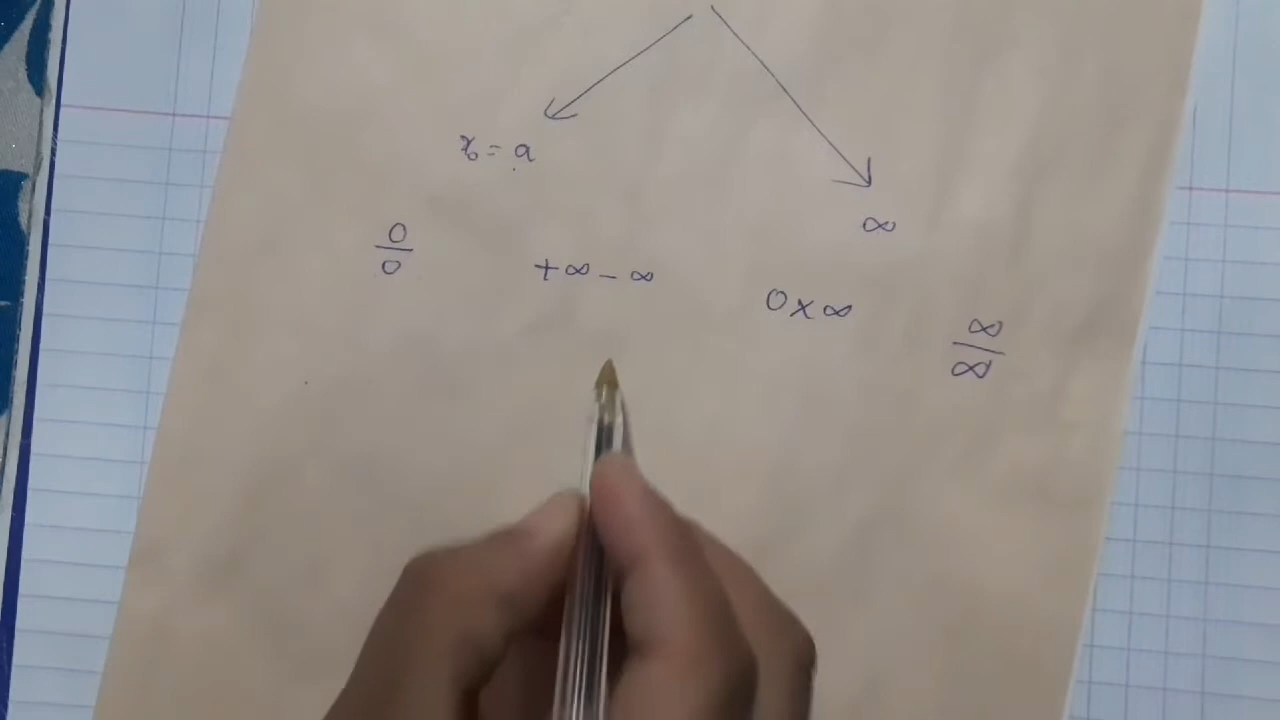 x₀ = a
∞
0/0
+∞ - ∞
0 x ∞
∞/∞